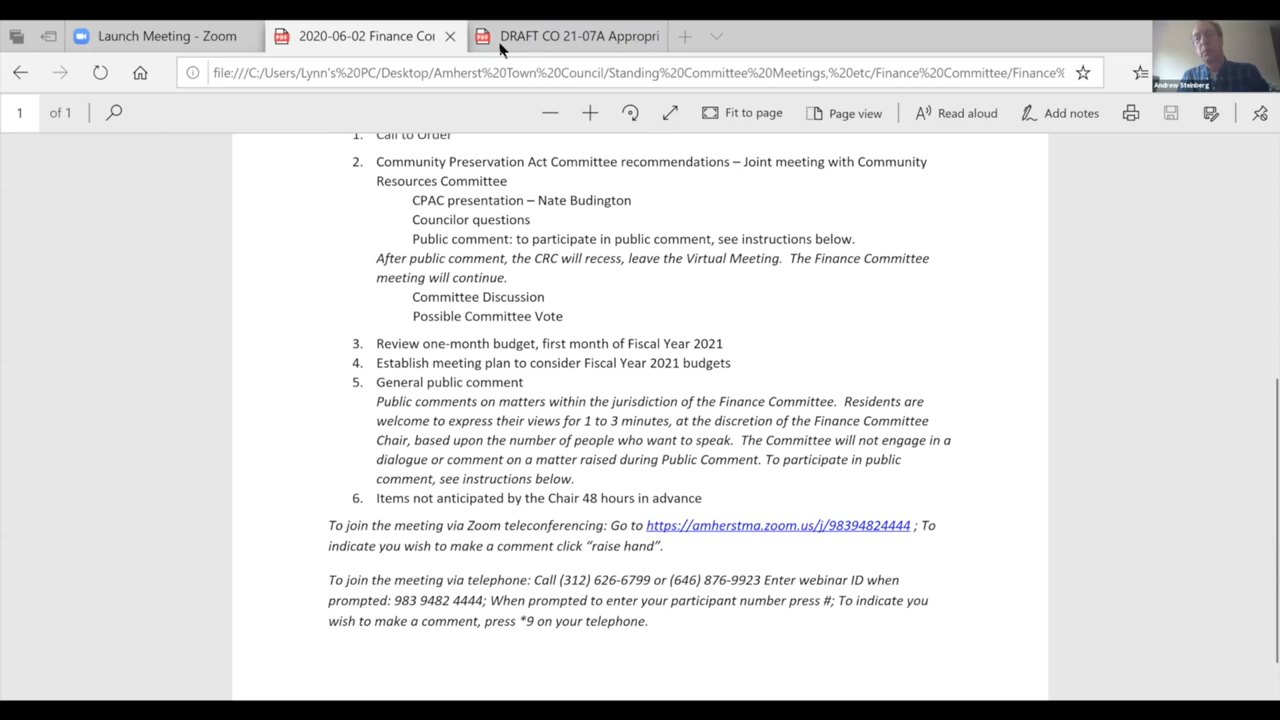 Launch Meeting - Zoom
2020-06-02 Finance Cor
DRAFT CO 21-07A Appropri
file:///C:/Users/Lynn's%20PC/Desktop/Amherst%20Town%20Council/Standing%20Committee%20Meetings,%20etc/Finance%20Committee/Finance%
Andrew Steinberg
1 of 1
Fit to page
Page view
Read aloud
Add notes
1. Call to Order
2. Community Preservation Act Committee recommendations – Joint meeting with Community
Resources Committee
CPAC presentation – Nate Budington
Councilor questions
Public comment: to participate in public comment, see instructions below.
After public comment, the CRC will recess, leave the Virtual Meeting. The Finance Committee
meeting will continue.
Committee Discussion
Possible Committee Vote
3. Review one-month budget, first month of Fiscal Year 2021
4. Establish meeting plan to consider Fiscal Year 2021 budgets
5. General public comment
Public comments on matters within the jurisdiction of the Finance Committee. Residents are
welcome to express their views for 1 to 3 minutes, at the discretion of the Finance Committee
Chair, based upon the number of people who want to speak. The Committee will not engage in a
dialogue or comment on a matter raised during Public Comment. To participate in public
comment, see instructions below.
6. Items not anticipated by the Chair 48 hours in advance
To join the meeting via Zoom teleconferencing: Go to https://amherstma.zoom.us/j/98394824444 ; To
indicate you wish to make a comment click “raise hand”.
To join the meeting via telephone: Call (312) 626-6799 or (646) 876-9923 Enter webinar ID when
prompted: 983 9482 4444; When prompted to enter your participant number press #; To indicate you
wish to make a comment, press *9 on your telephone.